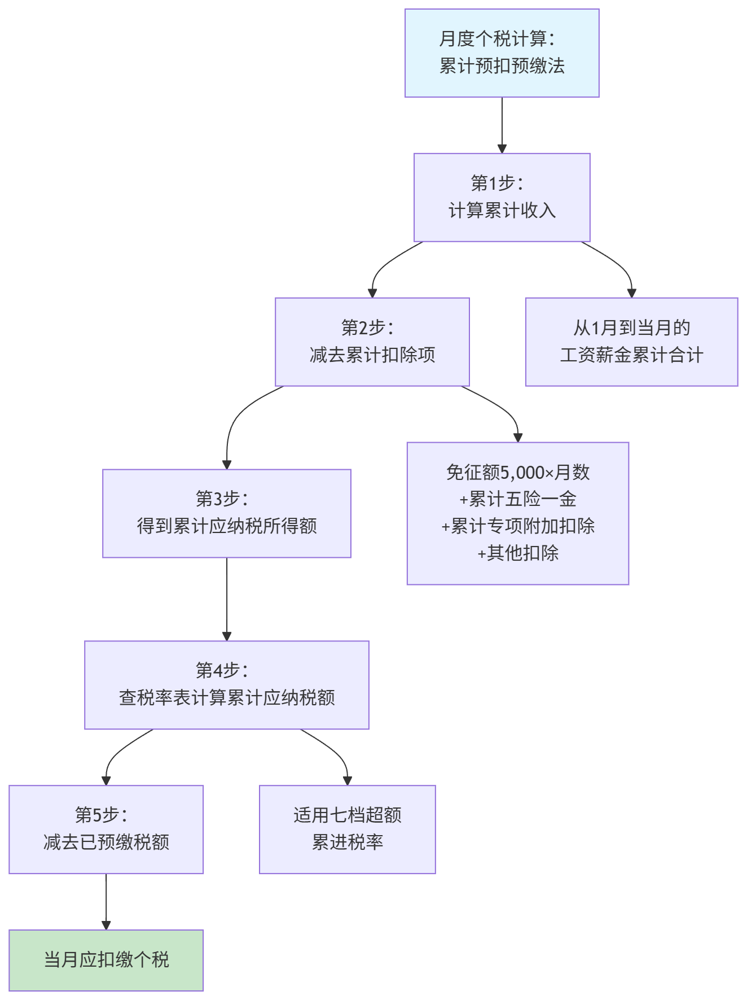 月度个税计算：
累计预扣预缴法
第1步：
计算累计收入
第2步：
减去累计扣除项
从1月到当月的
工资薪金累计合计
第3步：
得到累计应纳税所得额
免征额5,000×月数
+累计五险一金
+累计专项附加扣除
+其他扣除
第4步：
查税率表计算累计应纳税额
第5步：
减去已预缴税额
适用七档超额
累进税率
当月应扣缴个税